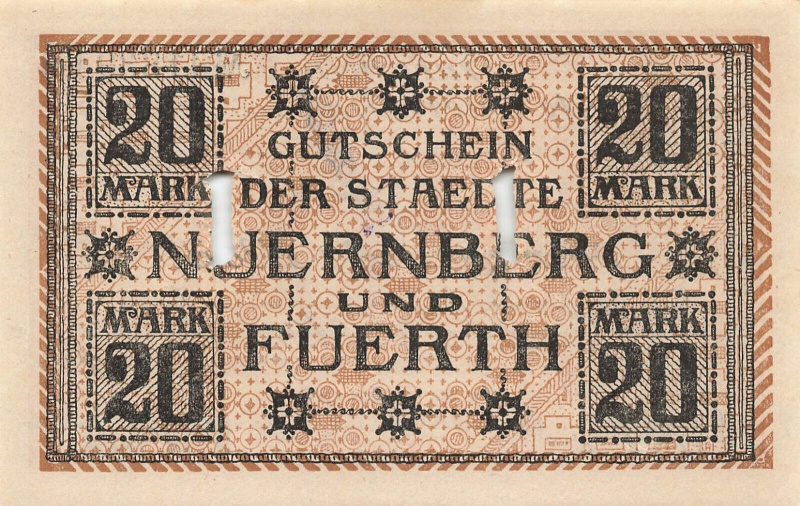 20
MARK
20
MARK
GUTSCHEIN
DER STAEDTE
NUERNBERG
UND
FUERTH
MARK
20
MARK
20